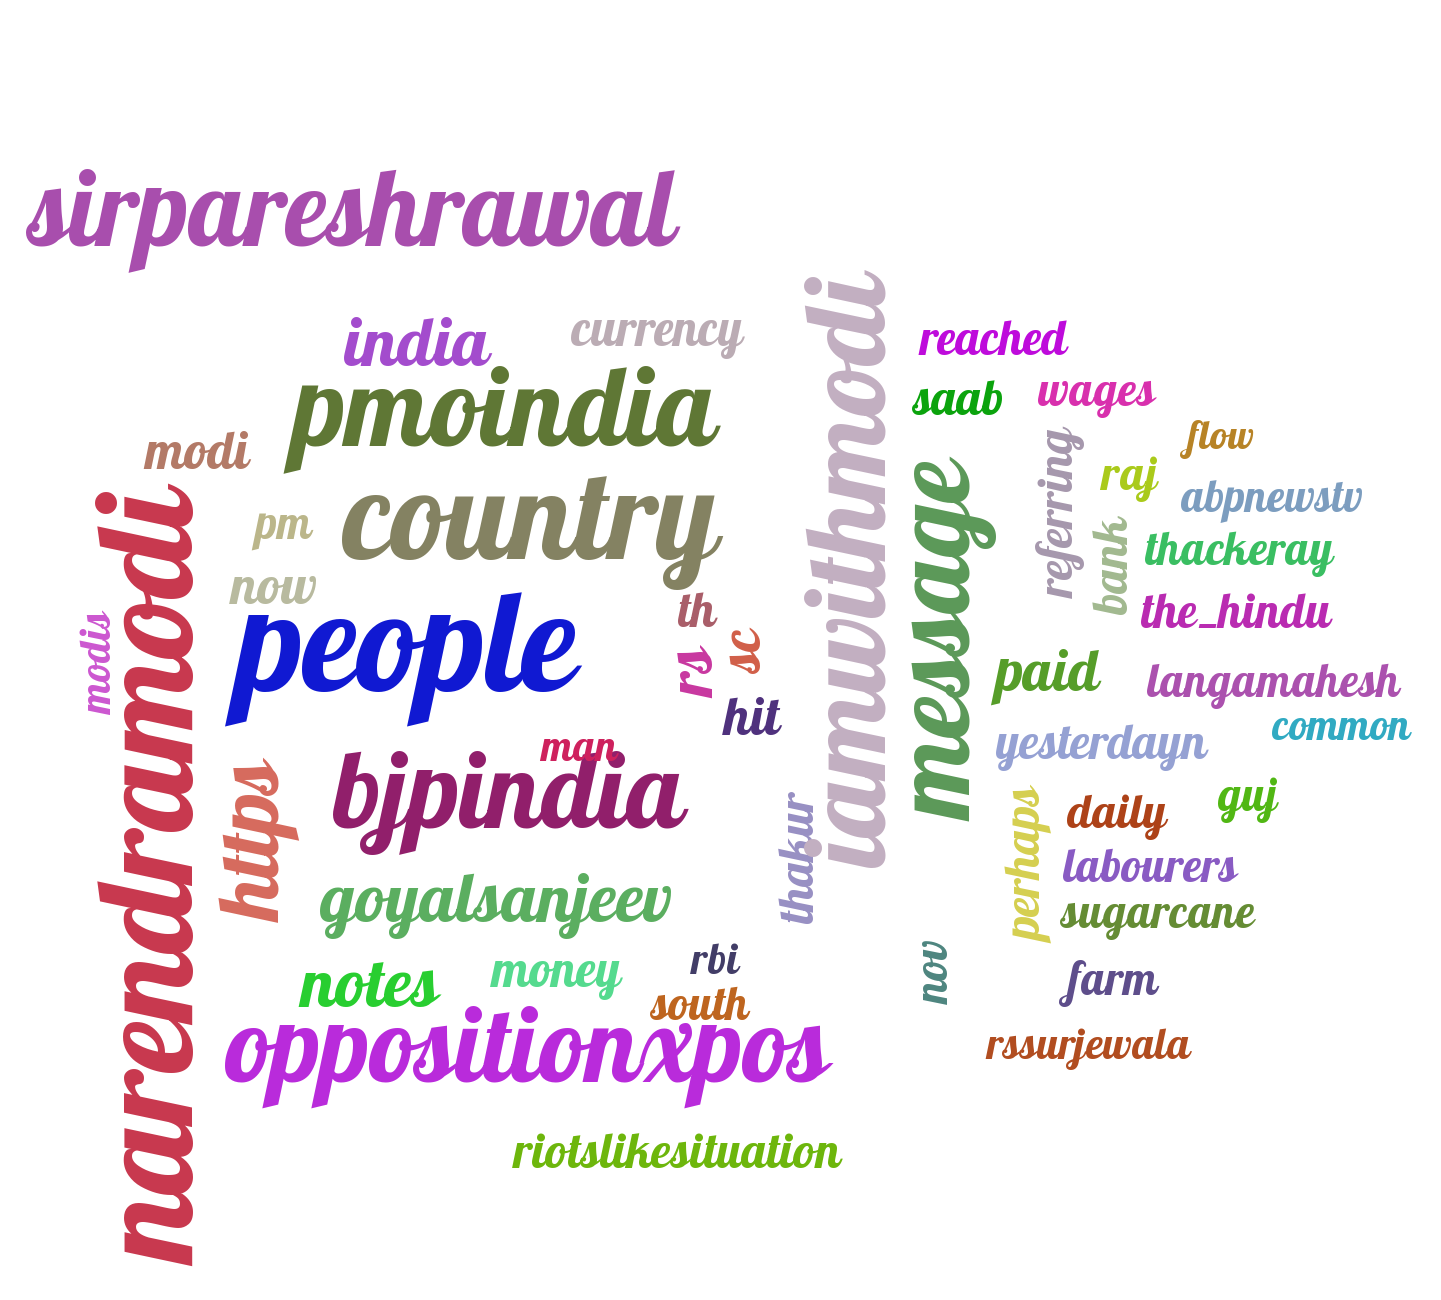 sirpareshrawal
india
currency
pmoindia
modi
country
pm
now
people
th
sc
rs
hit
modis
narendramodi
man
bjpindia
https
goyalsanjeev
notes
money
rbi
south
oppositionxpos
riotslikesituation
thakur
iamwithmodi
message
reached
saab
wages
flow
referring
raj
abpnewstv
bank
thackeray
the_hindu
paid
langamahesh
common
yesterdayn
guj
perhaps
daily
labourers
sugarcane
nov
farm
rssurjewala